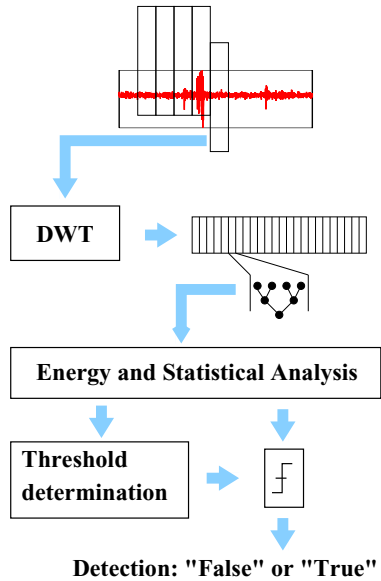 DWT
Energy and Statistical Analysis
Threshold
determination
Detection: "False" or "True"